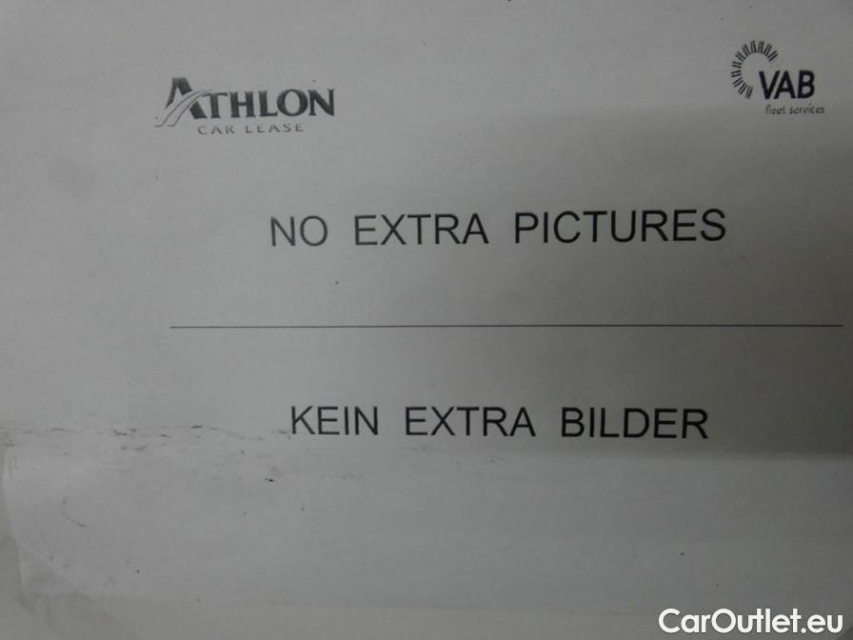 ATHLON
CAR LEASE
VAB
fleet services
NO EXTRA PICTURES
KEIN EXTRA BILDER
CarOutlet.eu